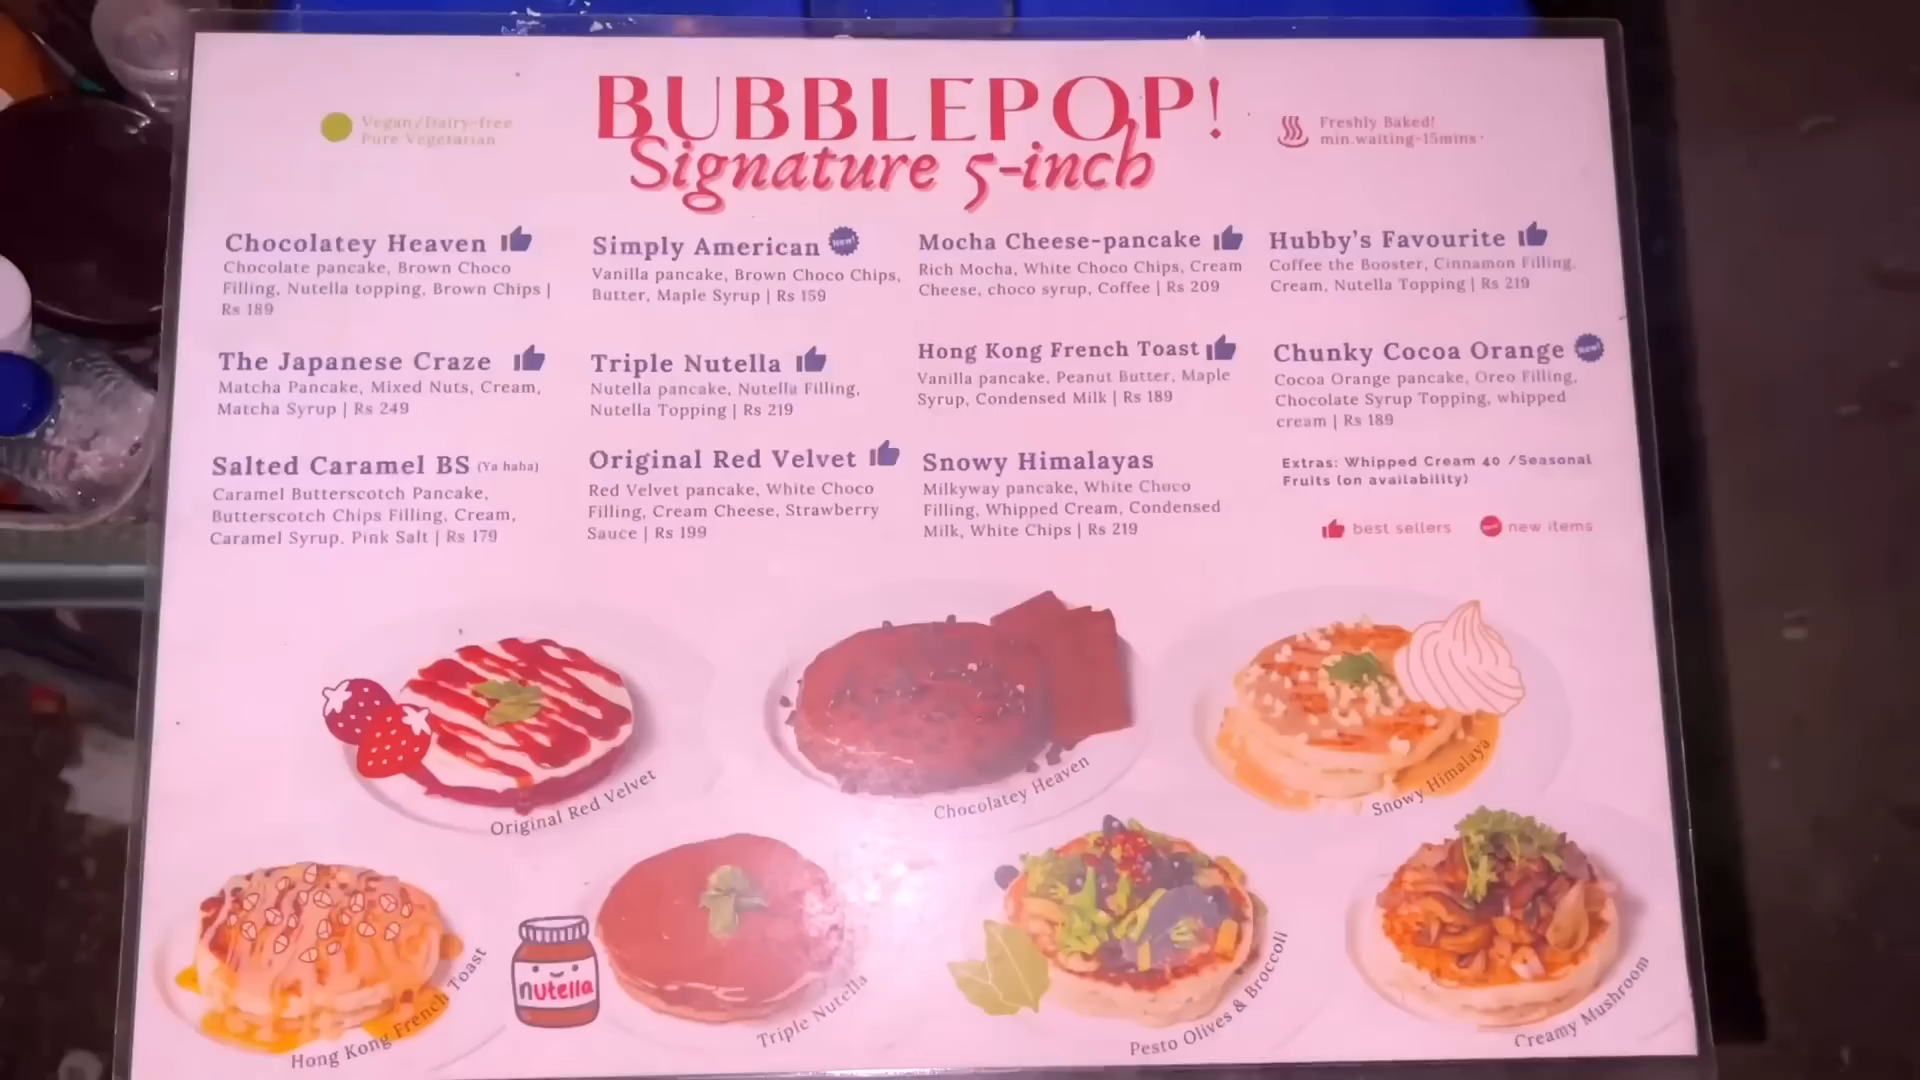 BUBBLEPOP!
Signature 5-inch
Vegan/Dairy-free
Pure Vegetarian
Freshly Baked!
min.waiting-15mins
Chocolatey Heaven
Chocolate pancake, Brown Choco
Filling, Nutella topping, Brown Chips |
Rs 189
Simply American New!
Vanilla pancake, Brown Choco Chips,
Butter, Maple Syrup | Rs 159
Mocha Cheese-pancake
Rich Mocha, White Choco Chips, Cream
Cheese, choco syrup, Coffee | Rs 209
Hubby's Favourite
Coffee the Booster, Cinnamon Filling,
Cream, Nutella Topping | Rs 219
The Japanese Craze
Matcha Pancake, Mixed Nuts, Cream,
Matcha Syrup | Rs 249
Triple Nutella
Nutella pancake, Nutella Filling,
Nutella Topping | Rs 219
Hong Kong French Toast
Vanilla pancake, Peanut Butter, Maple
Syrup, Condensed Milk | Rs 189
Chunky Cocoa Orange New!
Cocoa Orange pancake, Oreo Filling,
Chocolate Syrup Topping, whipped
cream | Rs 189
Salted Caramel BS (Ya haha)
Caramel Butterscotch Pancake,
Butterscotch Chips Filling, Cream,
Caramel Syrup, Pink Salt | Rs 179
Original Red Velvet
Red Velvet pancake, White Choco
Filling, Cream Cheese, Strawberry
Sauce | Rs 199
Snowy Himalayas
Milkyway pancake, White Choco
Filling, Whipped Cream, Condensed
Milk, White Chips | Rs 219
Extras: Whipped Cream 40 /Seasonal
Fruits (on availability)
best sellers
new items
Original Red Velvet
Chocolatey Heaven
Snowy Himalaya
Hong Kong French Toast
nutella
Triple Nutella
Pesto Olives & Broccoli
Creamy Mushroom